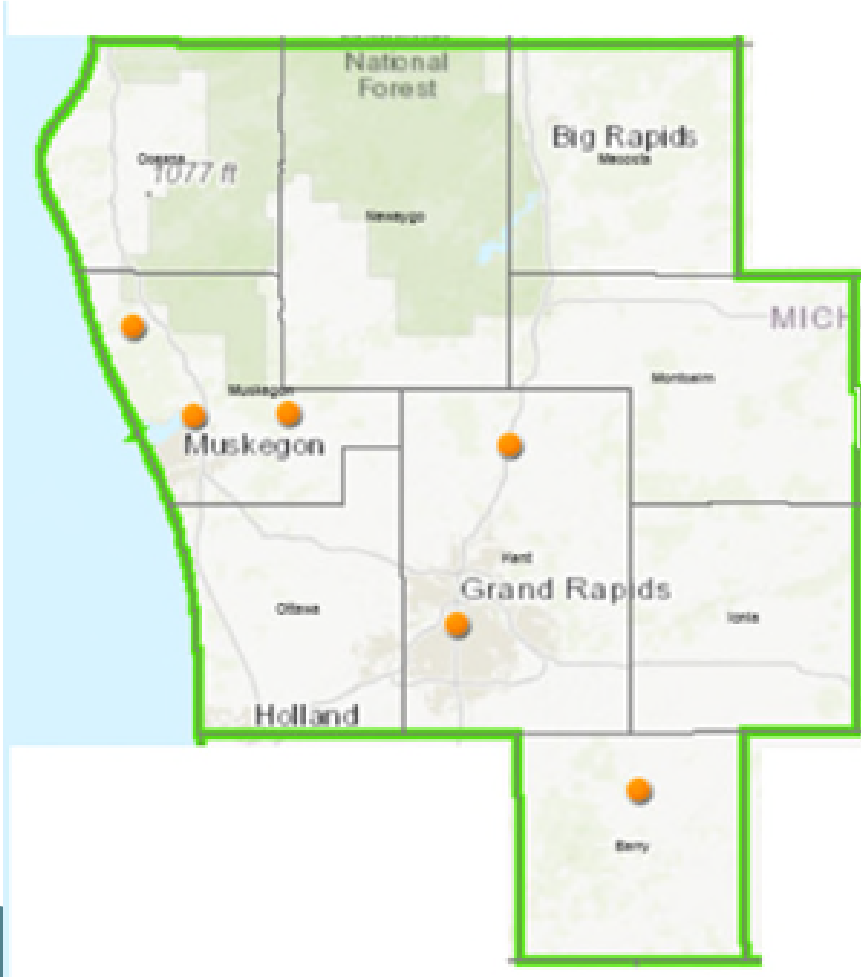 National
Forest
Big Rapids
Mecosta
Oceana
1077 ft
Newaygo
MICH
Montcalm
Muskegon
Muskegon
Kent
Grand Rapids
Ottawa
Ionia
Holland
Barry